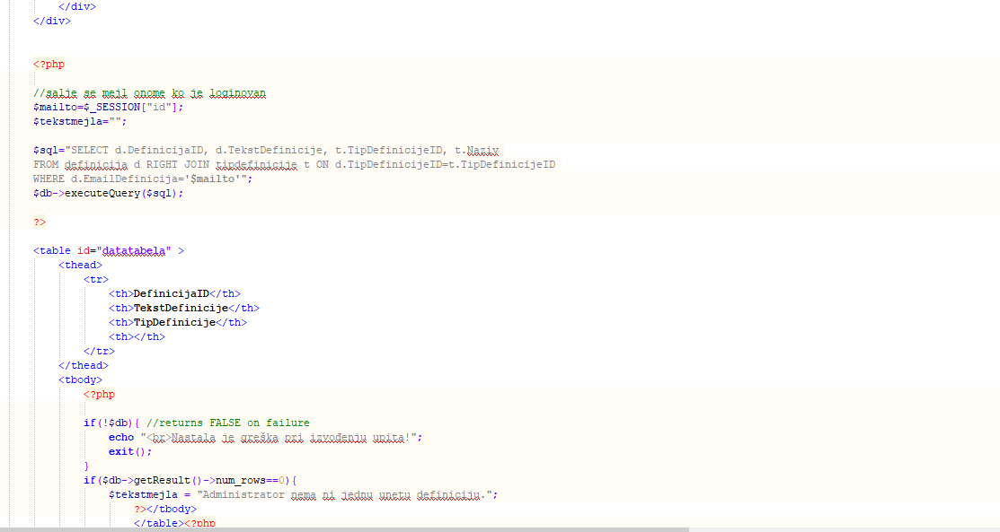 </div>
</div>
<?php
//salje se mejl onome ko je loginovan
$mailto=$_SESSION["id"];
$tekstmejla="";
$sql="SELECT d.DefinicijaID, d.TekstDefinicije, t.TipDefinicijeID, t.Naziv
FROM definicija d RIGHT JOIN tipdefinicije t ON d.TipDefinicijeID=t.TipDefinicijeID
WHERE d.EmailDefinicija='$mailto'";
$db->executeQuery($sql);
?>
<table id="datatabela" >
<thead>
<tr>
<th>DefinicijaID</th>
<th>TekstDefinicije</th>
<th>TipDefinicije</th>
<th></th>
</tr>
</thead>
<tbody>
<?php
if(!$db){ //returns FALSE on failure
echo "<br>Nastala je greška pri izvođenju upita!";
exit();
}
if($db->getResult()->num_rows==0){
$tekstmejla = "Administrator nema ni jednu unetu definiciju.";
?></tbody>
</table><?php